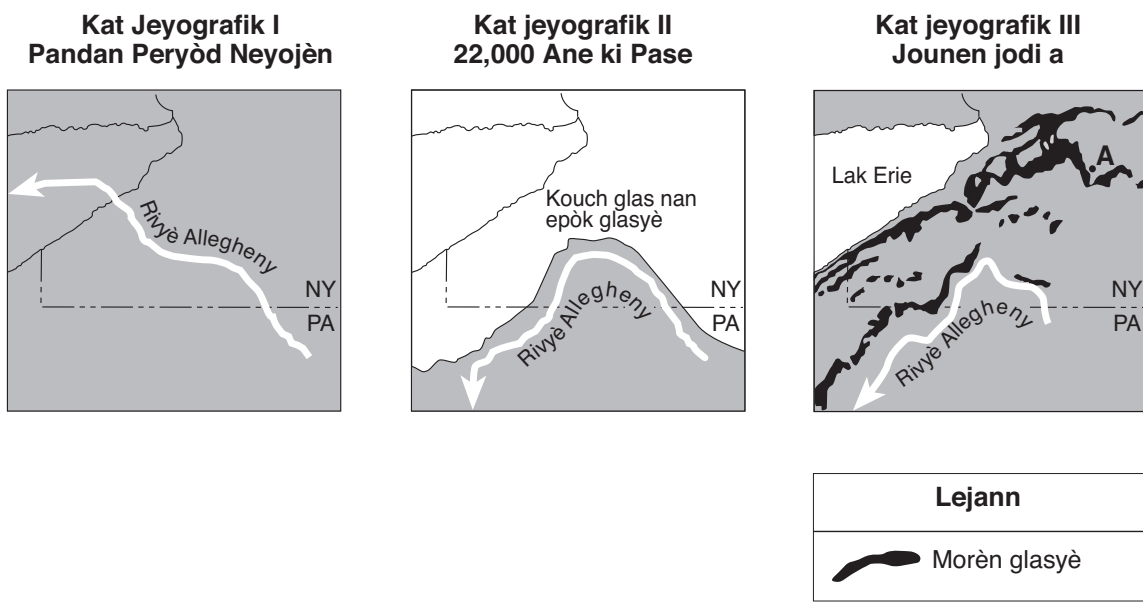 Kat Jeyografik I
Pandan Peryòd Neyojèn
Rivyè Allegheny
NY
PA
Kat jeyografik II
22,000 Ane ki Pase
Kouch glas nan
epòk glasyè
Rivyè Allegheny
NY
PA
Kat jeyografik III
Jounen jodi a
Lak Erie
A
Rivyè Allegheny
NY
PA
Lejann
Morèn glasyè